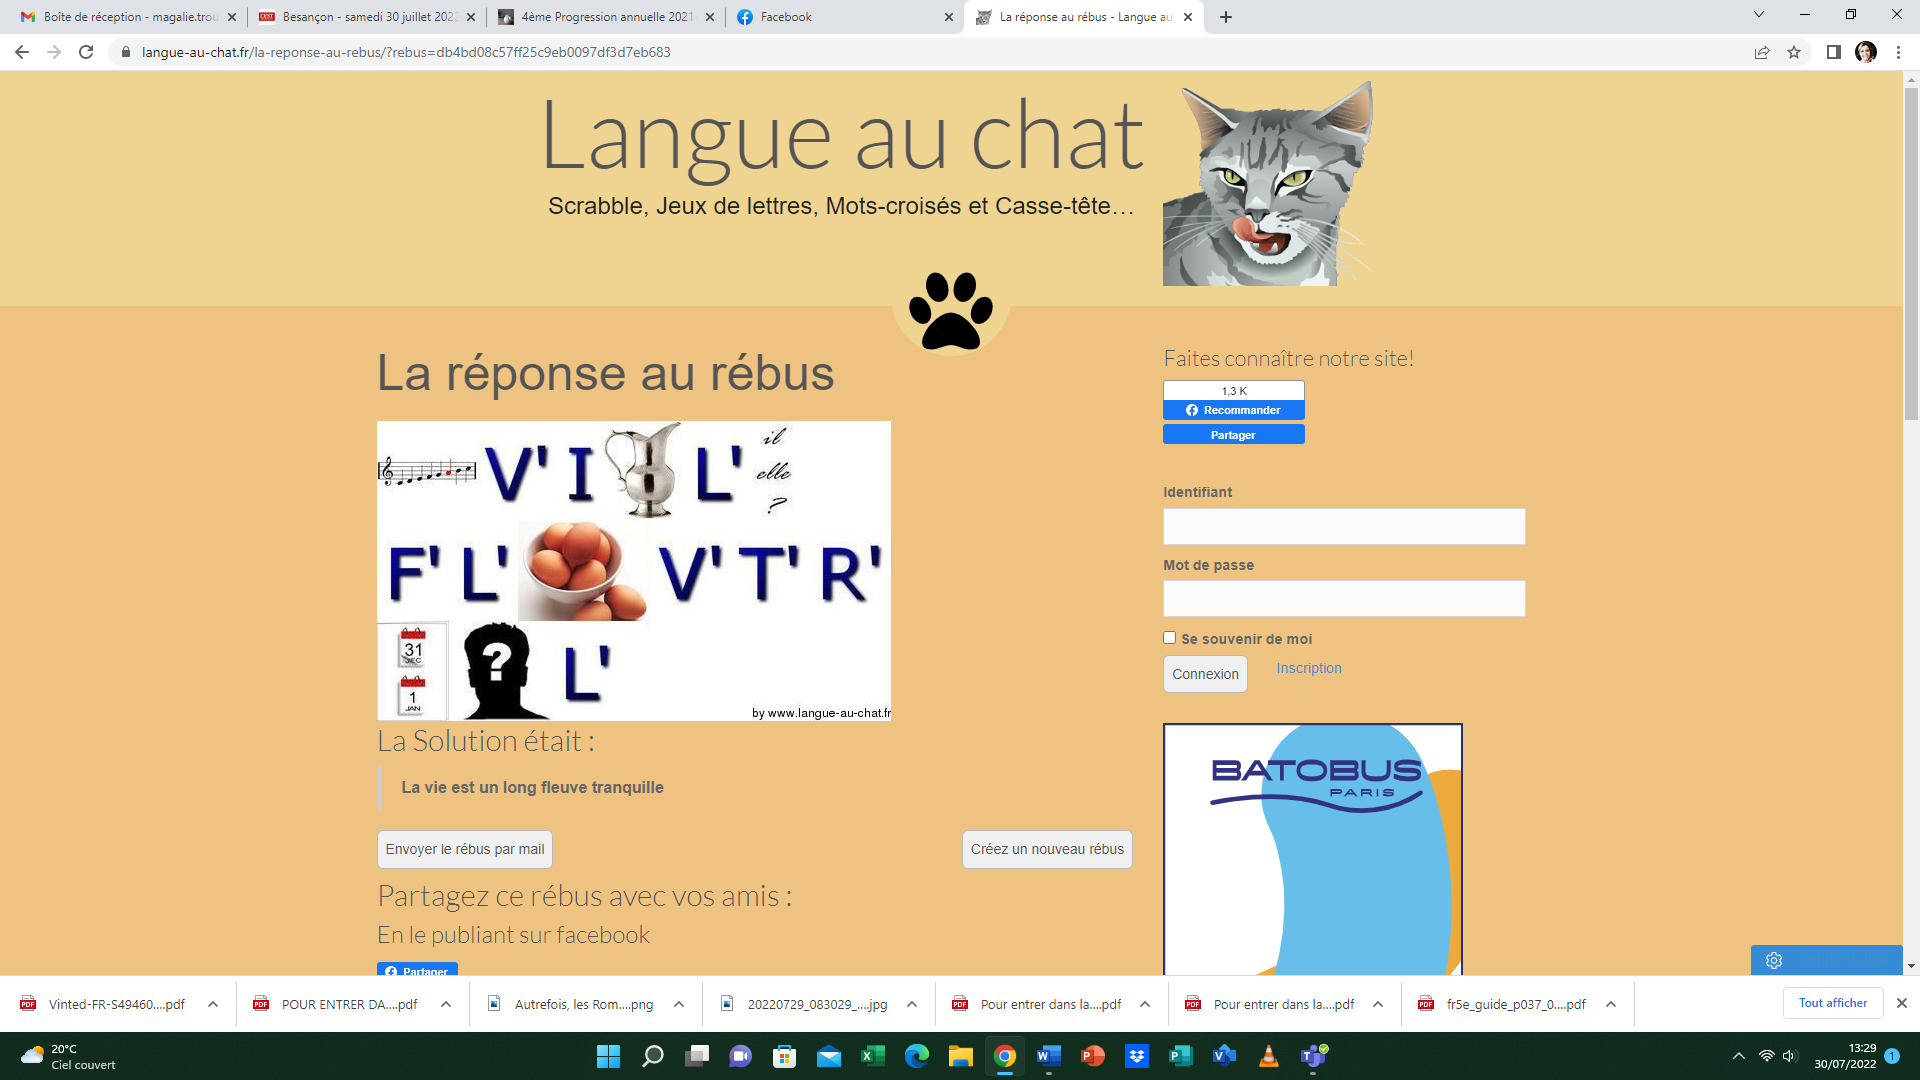 Boîte de réception - magalie.trou
Besançon - samedi 30 juillet 2022
4ème Progression annuelle 2021
Facebook
La réponse au rébus - Langue au
langue-au-chat.fr/la-reponse-au-rebus/?rebus=db4bd08c57ff25c9eb0097df3d7eb683
Langue au chat
Scrabble, Jeux de lettres, Mots-croisés et Casse-tête…
La réponse au rébus
V' I L' il
elle
?
F' L' V' T' R'
31
DEC
1
JAN
? L'
by www.langue-au-chat.fr
La Solution était :
La vie est un long fleuve tranquille
Envoyer le rébus par mail
Créez un nouveau rébus
Partagez ce rébus avec vos amis :
En le publiant sur facebook
Partager
Faites connaître notre site!
1,3 K
Recommander
Partager
Identifiant
Mot de passe
Se souvenir de moi
Connexion
Inscription
BATOBUS
PARIS
Vinted-FR-S49460....pdf
POUR ENTRER DA....pdf
Autrefois, les Rom....png
20220729_083029_....jpg
Pour entrer dans la....pdf
Pour entrer dans la....pdf
fr5e_guide_p037_0....pdf
Tout afficher
20°C
Ciel couvert
13:29
30/07/2022
1